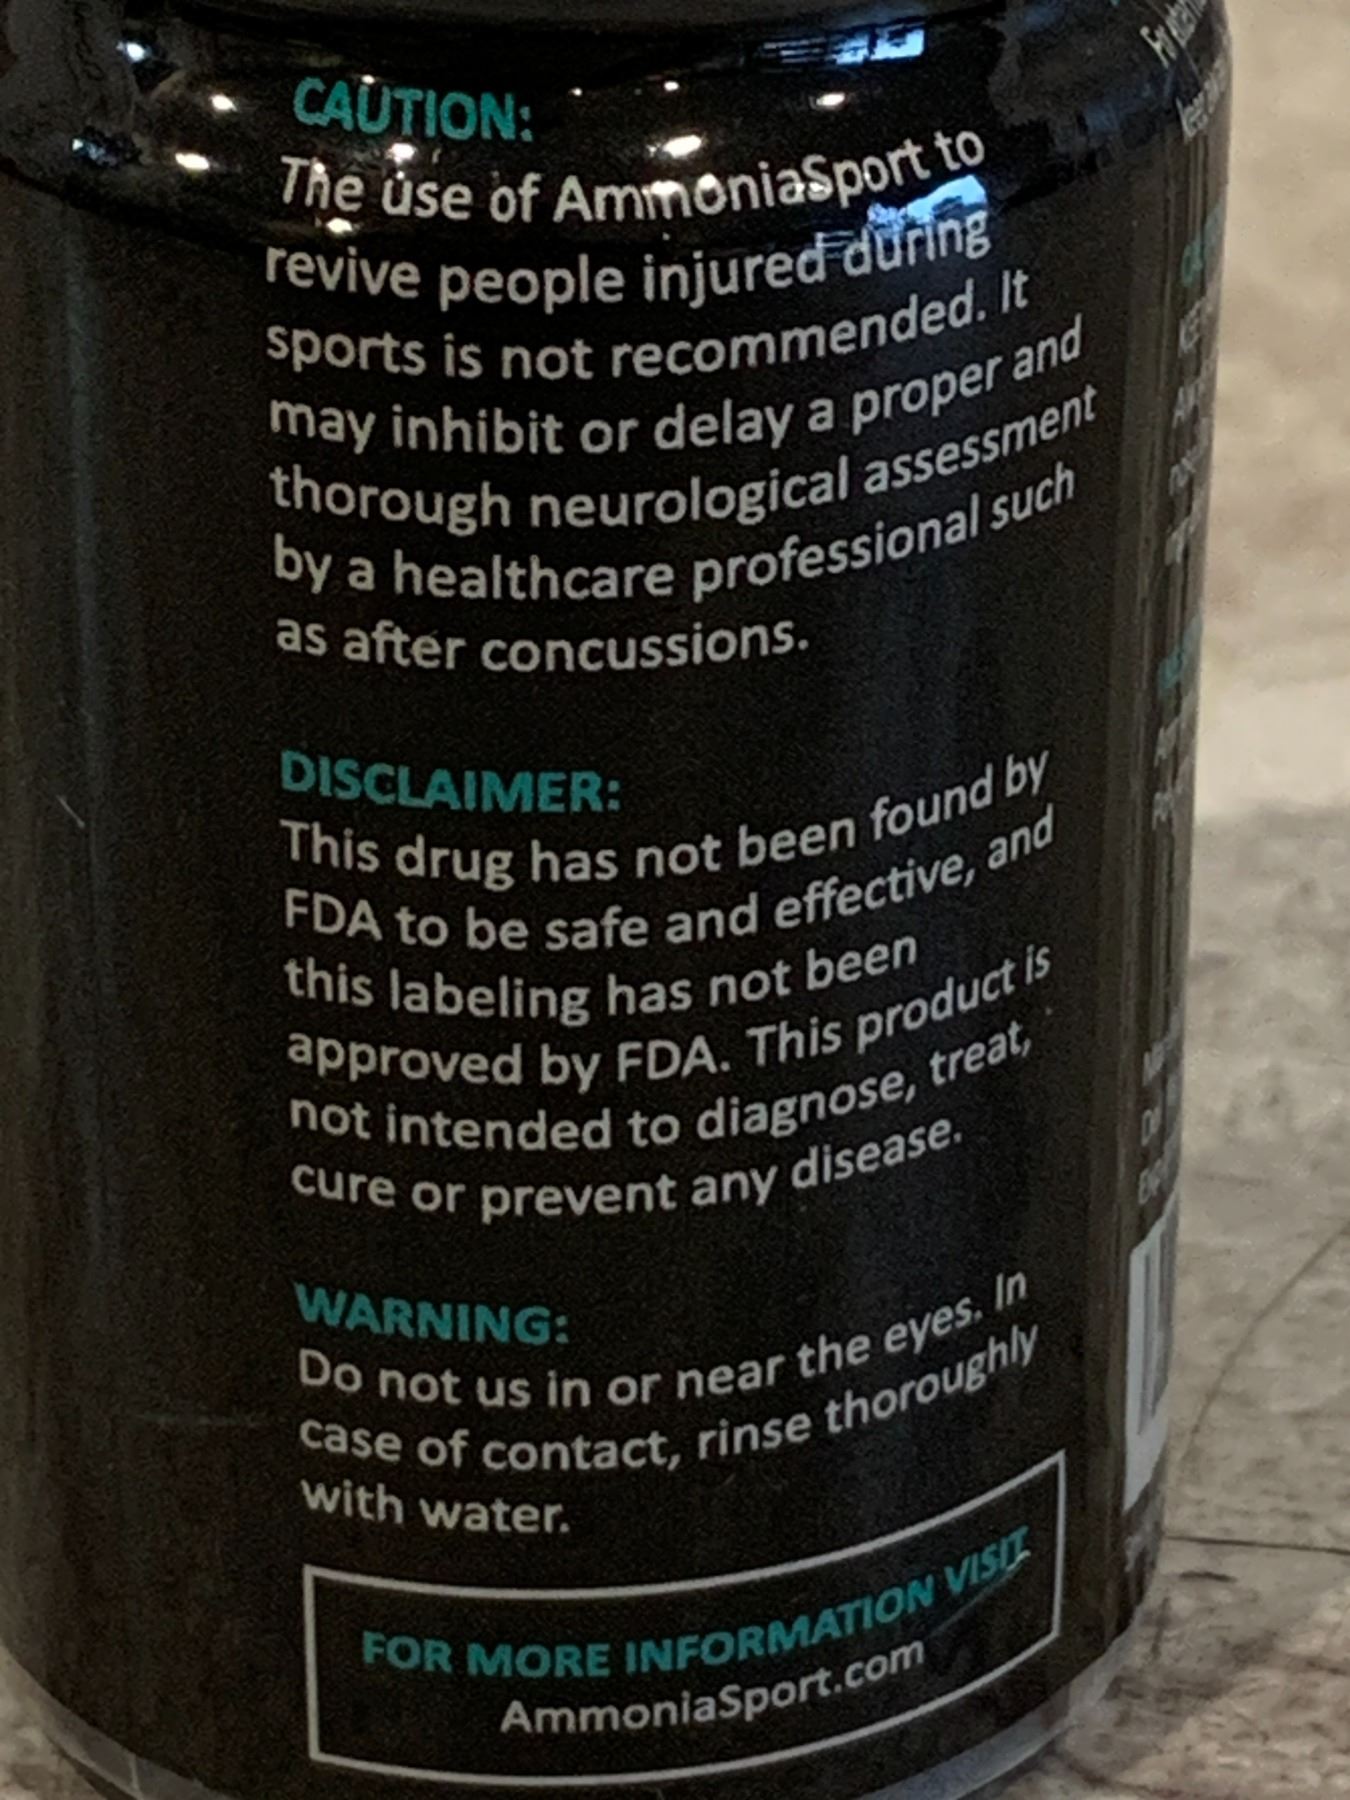 CAUTION:
The use of AmmoniaSport to
revive people injured during
sports is not recommended. It
may inhibit or delay a proper and
thorough neurological assessment
by a healthcare professional such
as after concussions.
DISCLAIMER:
This drug has not been found by
FDA to be safe and effective, and
this labeling has not been
approved by FDA. This product is
not intended to diagnose, treat,
cure or prevent any disease.
WARNING:
Do not us in or near the eyes. In
case of contact, rinse thoroughly
with water.
FOR MORE INFORMATION VISIT
AmmoniaSport.com